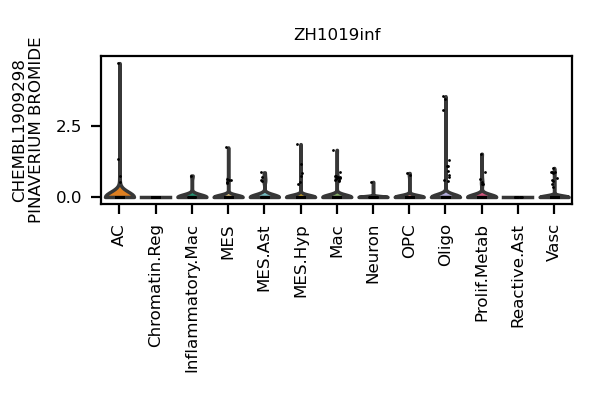 ZH1019inf
CHEMBL1909298
PINAVERIUM BROMIDE
2.5
0.0
AC
Chromatin.Reg
Inflammatory.Mac
MES
MES.Ast
MES.Hyp
Mac
Neuron
OPC
Oligo
Prolif.Metab
Reactive.Ast
Vasc